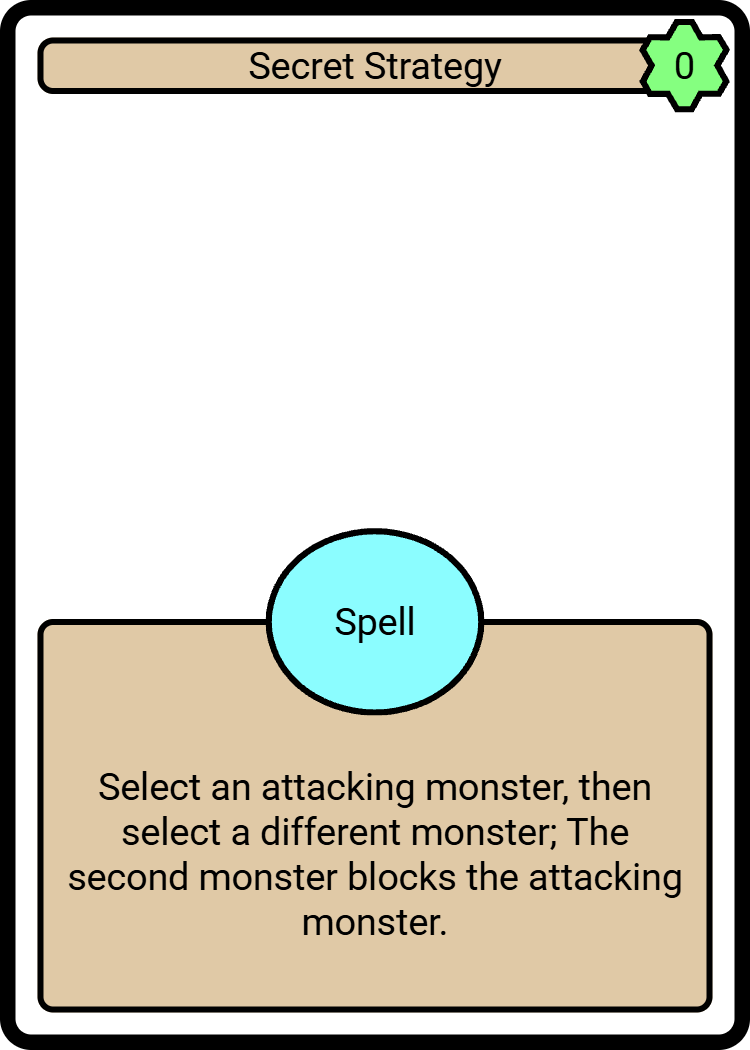 Secret Strategy
0
Spell
Select an attacking monster, then
select a different monster; The
second monster blocks the attacking
monster.